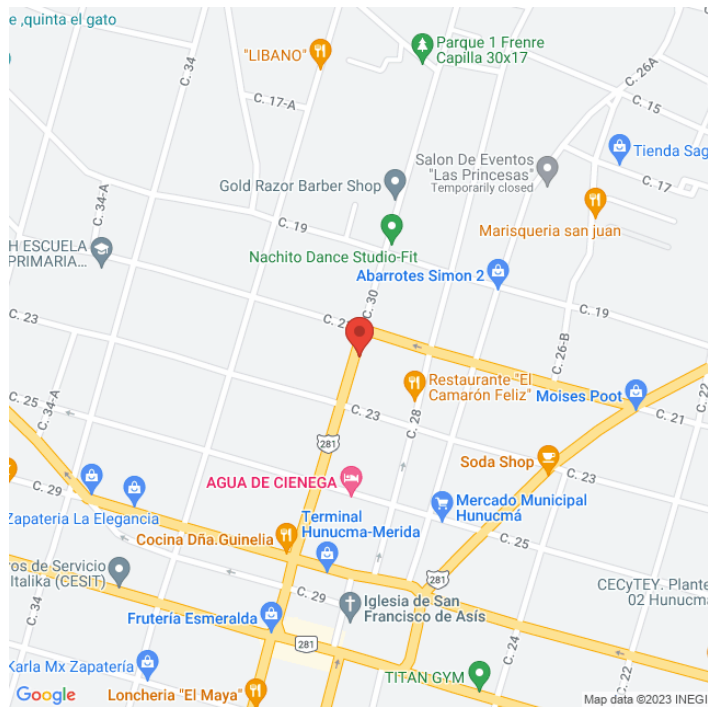 e ,quinta el gato
C. 34
"LIBANO"
Parque 1 Frenre
Capilla 30x17
C. 26A
C. 17-A
C. 15
Tienda Sag
Salon De Eventos
"Las Princesas"
Temporarily closed
C. 17
C. 34-A
Gold Razor Barber Shop
C. 19
Marisqueria san juan
H ESCUELA
PRIMARIA...
Nachito Dance Studio-Fit
Abarrotes Simon 2
C. 30
C. 19
C. 23
C. 2
C. 26-B
Restaurante "El
Camarón Feliz"
Moises Poot
C. 34-A
C. 25
C. 23
C. 28
C. 21
281
Soda Shop
C. 23
AGUA DE CIENEGA
C. 29
Mercado Municipal
Hunucmá
Zapateria La Elegancia
Terminal
Hunucma-Merida
Cocina Dña.Guinelia
C. 25
ros de Servicio
Italika (CESIT)
281
CECyTEY. Plante
02 Hunucma
C. 29
Iglesia de San
Francisco de Asís
C. 34
Frutería Esmeralda
281
C. 24
C. 22
Karla Mx Zapatería
TITAN GYM
Loncheria "El Maya"
Google
Map data ©2023 INEGI